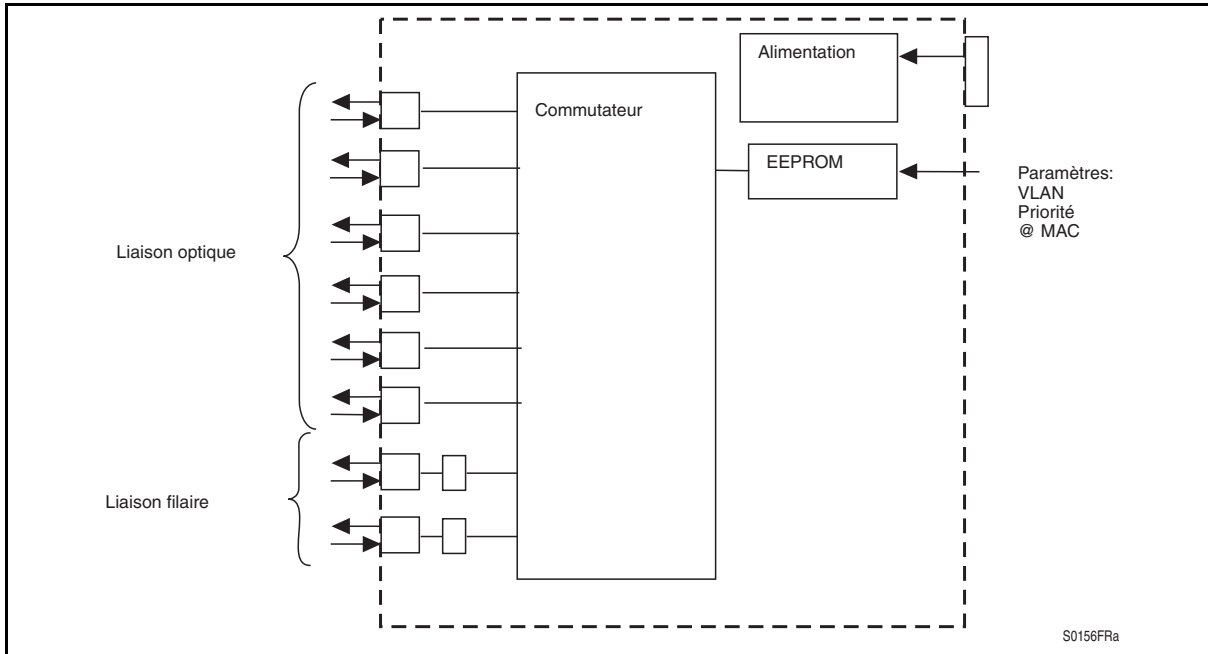 Alimentation
Commutateur
EEPROM
Paramètres:
VLAN
Priorité
@ MAC
Liaison optique
Liaison filaire
S0156FRa